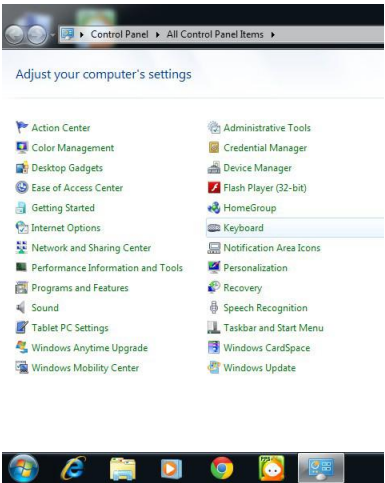 Control Panel ▸ All Control Panel Items ▸
Adjust your computer's settings
Action Center
Administrative Tools
Color Management
Credential Manager
Desktop Gadgets
Device Manager
Ease of Access Center
Flash Player (32-bit)
Getting Started
HomeGroup
Internet Options
Keyboard
Network and Sharing Center
Notification Area Icons
Performance Information and Tools
Personalization
Programs and Features
Recovery
Sound
Speech Recognition
Tablet PC Settings
Taskbar and Start Menu
Windows Anytime Upgrade
Windows CardSpace
Windows Mobility Center
Windows Update